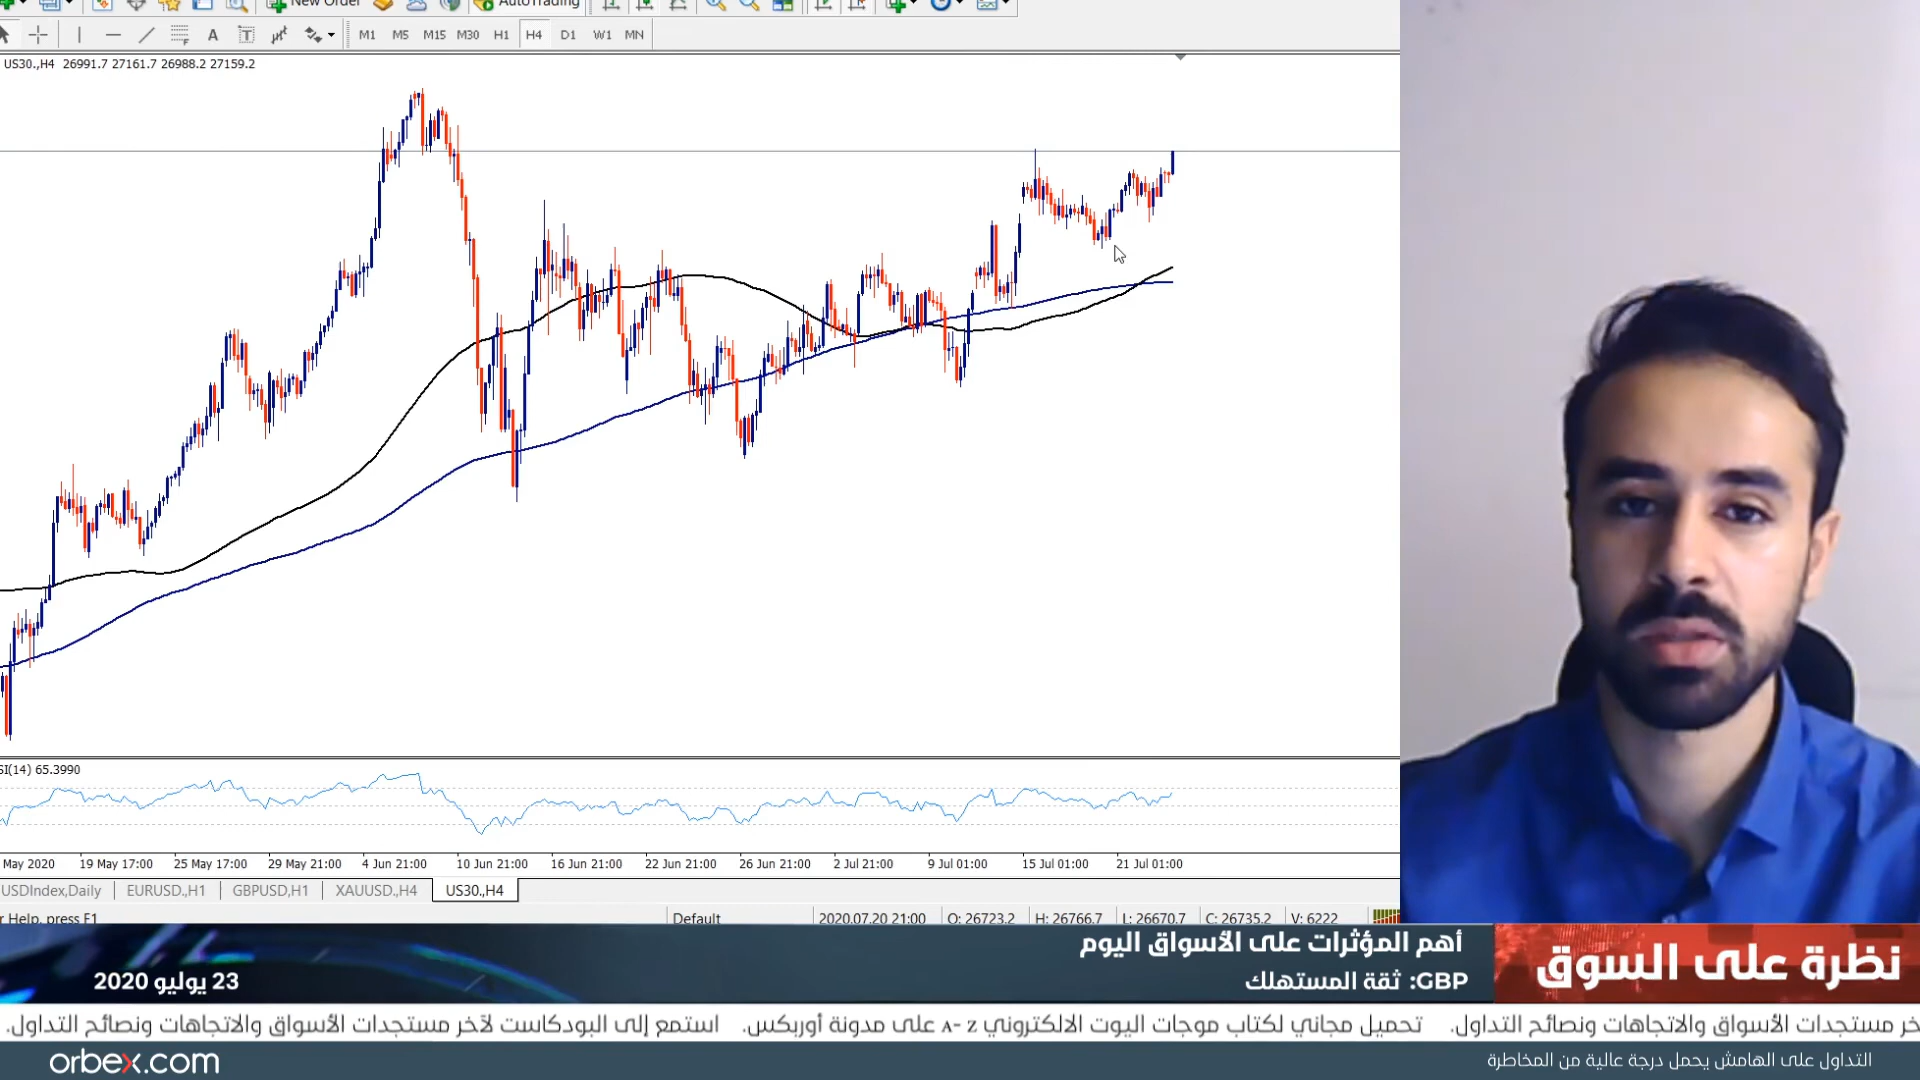 New Order
AutoTrading
A
T
M1 M5 M15 M30 H1 H4 D1 W1 MN
US30.,H4 26991.7 27161.7 26988.2 27159.2
SI(14) 65.3990
May 2020 19 May 17:00 25 May 17:00 29 May 21:00 4 Jun 21:00 10 Jun 21:00 16 Jun 21:00 22 Jun 21:00 26 Jun 21:00 2 Jul 21:00 9 Jul 01:00 15 Jul 01:00 21 Jul 01:00
USDIndex,Daily EURUSD.,H1 GBPUSD,H1 XAUUSD.,H4 US30.,H4
r Help, press F1 Default 2020.07.20 21:00 O: 26723.2 H: 26766.7 L: 26670.7 C: 26735.2 V: 6222
نظرة على السوق
أهم المؤثرات على الأسواق اليوم
GBP: ثقة المستهلك
23 يوليو 2020
خر مستجدات الأسواق والاتجاهات ونصائح التداول. تحميل مجاني لكتاب موجات اليوت الالكتروني A-Z على مدونة أوربكس. استمع إلى البودكاست لآخر مستجدات الأسواق والاتجاهات ونصائح التداول.
orbex.com
التداول على الهامش يحمل درجة عالية من المخاطرة